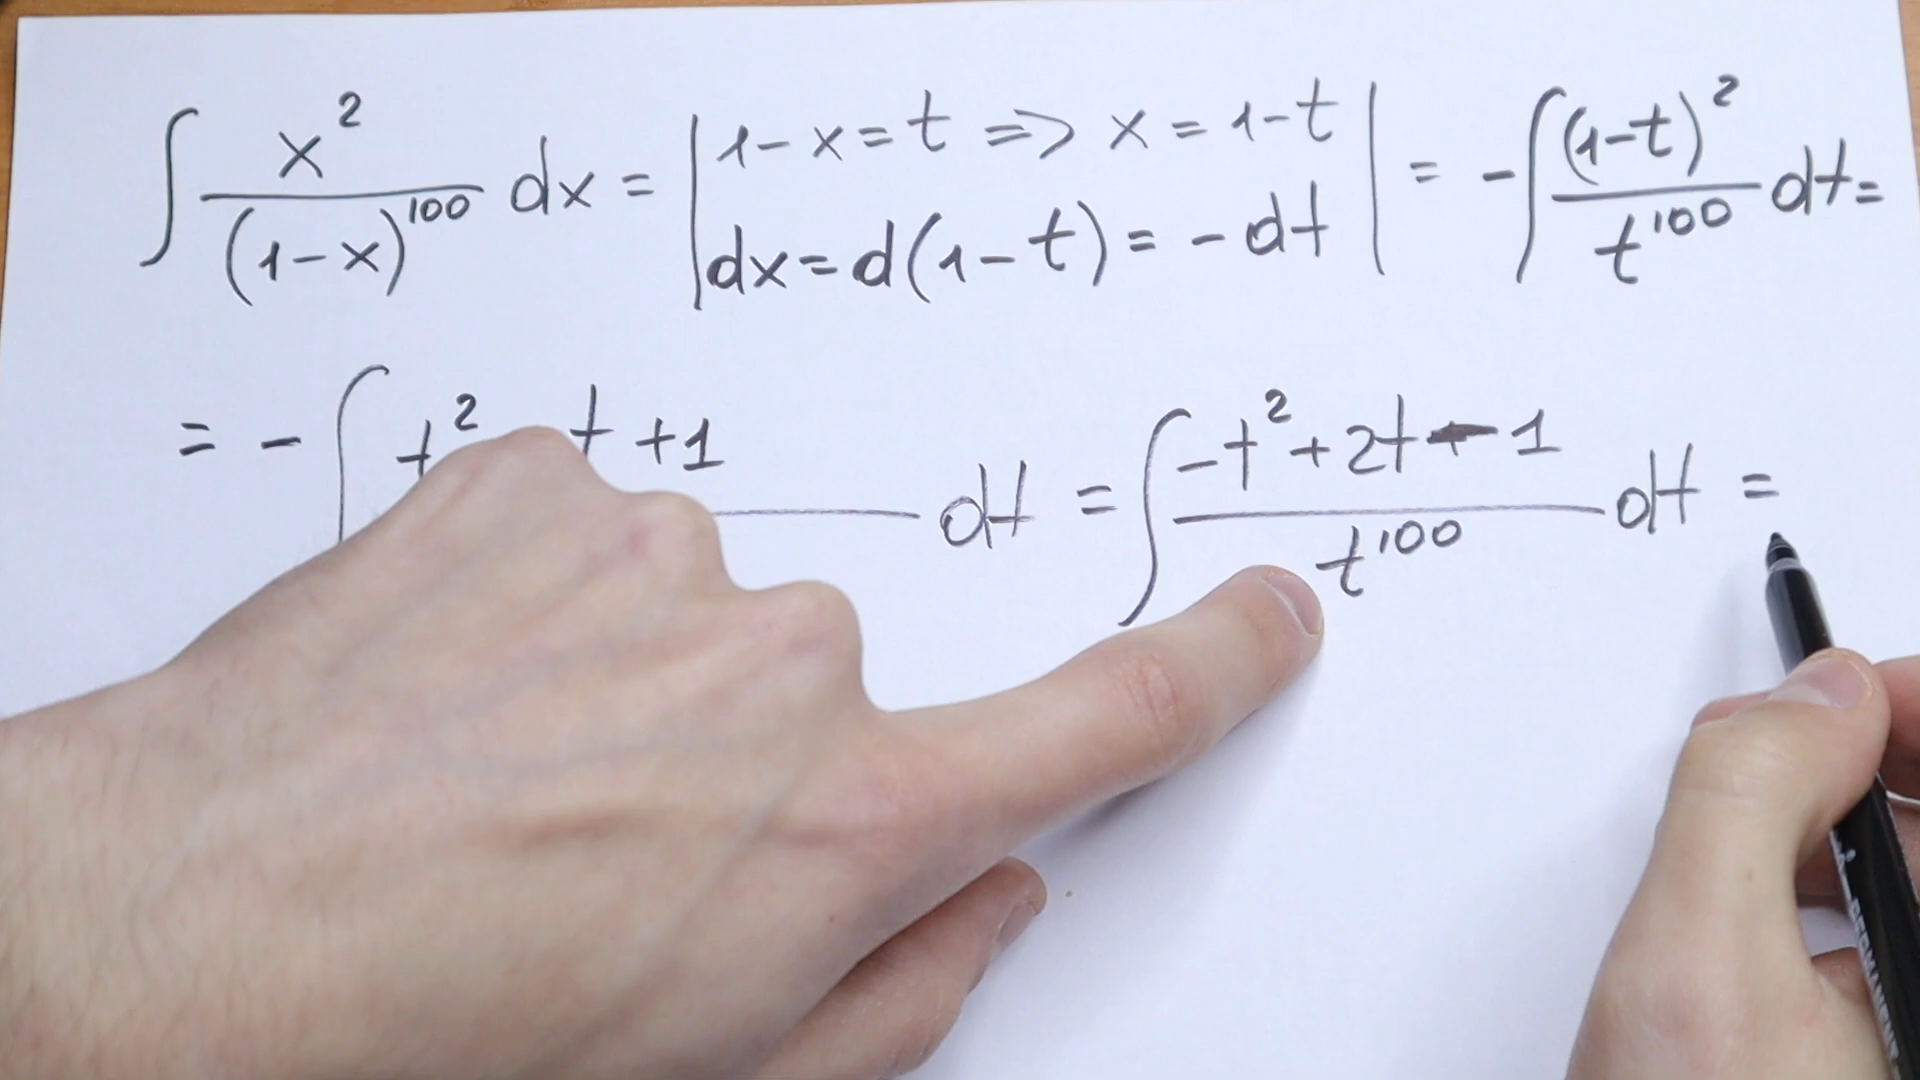 ∫ x² / (1-x)¹⁰⁰ dx = | 1-x=t => x=1-t | = -∫ (1-t)² / t¹⁰⁰ dt =
| dx=d(1-t)=-dt |
= -∫ t² t +1 dt = ∫ -t²+2t-1 / t¹⁰⁰ dt =